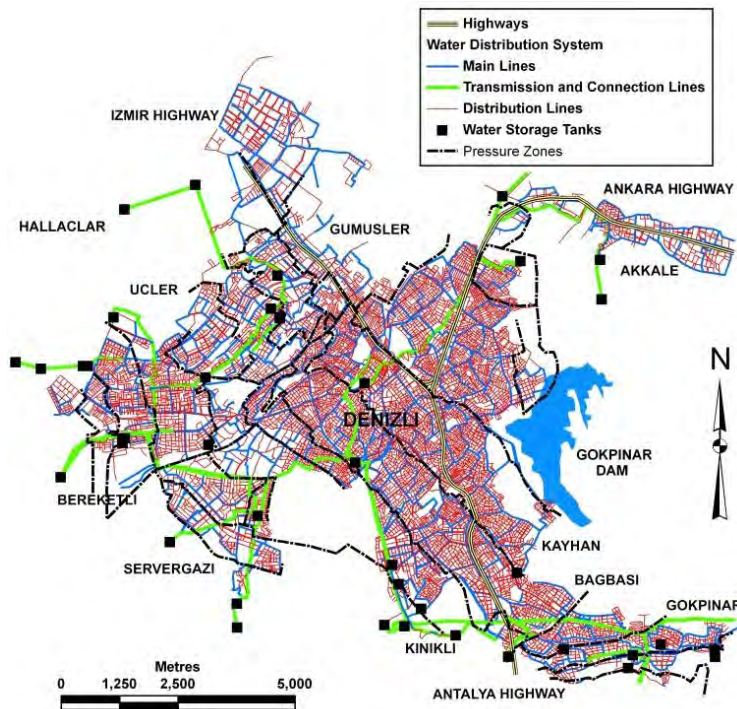 Highways
Water Distribution System
Main Lines
Transmission and Connection Lines
Distribution Lines
Water Storage Tanks
Pressure Zones
IZMIR HIGHWAY
ANKARA HIGHWAY
HALLACLAR
GUMUSLER
AKKALE
UCLER
N
DENIZLI
GOKPINAR
DAM
BEREKETLI
KAYHAN
SERVERGAZI
BAGBASI
GOKPINAR
KINIKLI
Metres
0 1,250 2,500 5,000
ANTALYA HIGHWAY